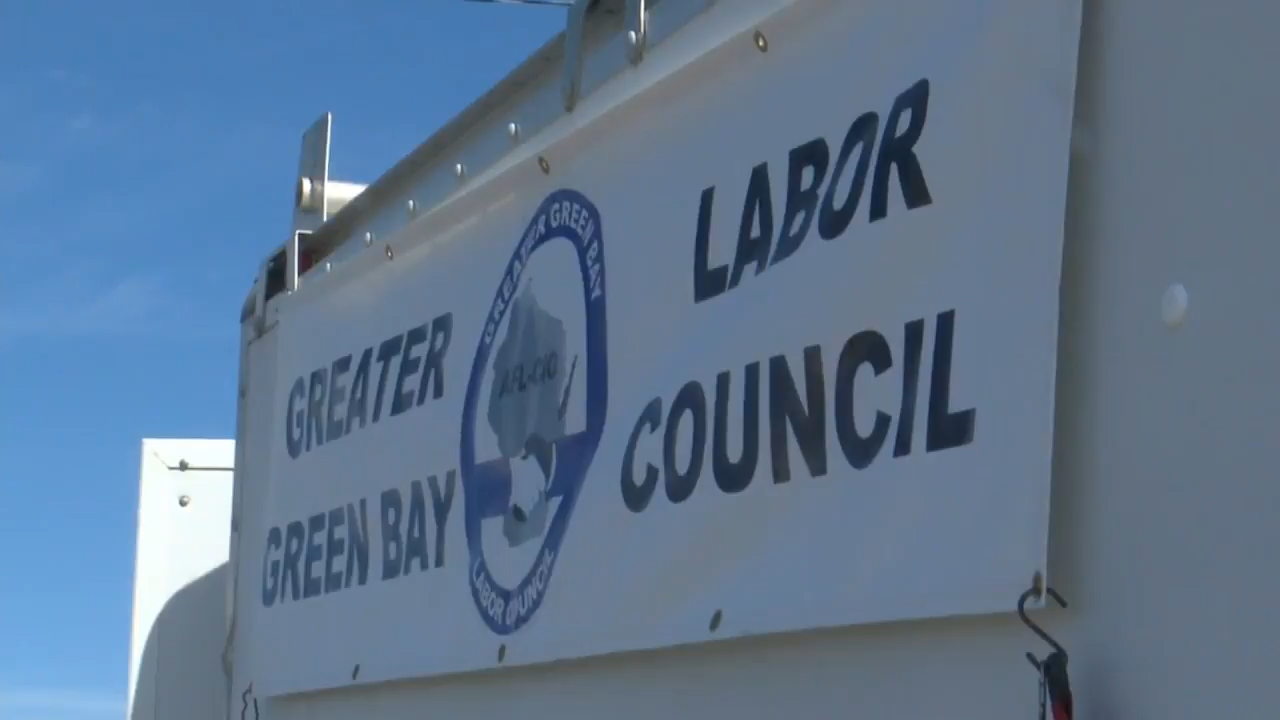 GREATER
GREEN BAY
GREATER GREEN BAY
AFL-CIO
LABOR COUNCIL
LABOR
COUNCIL